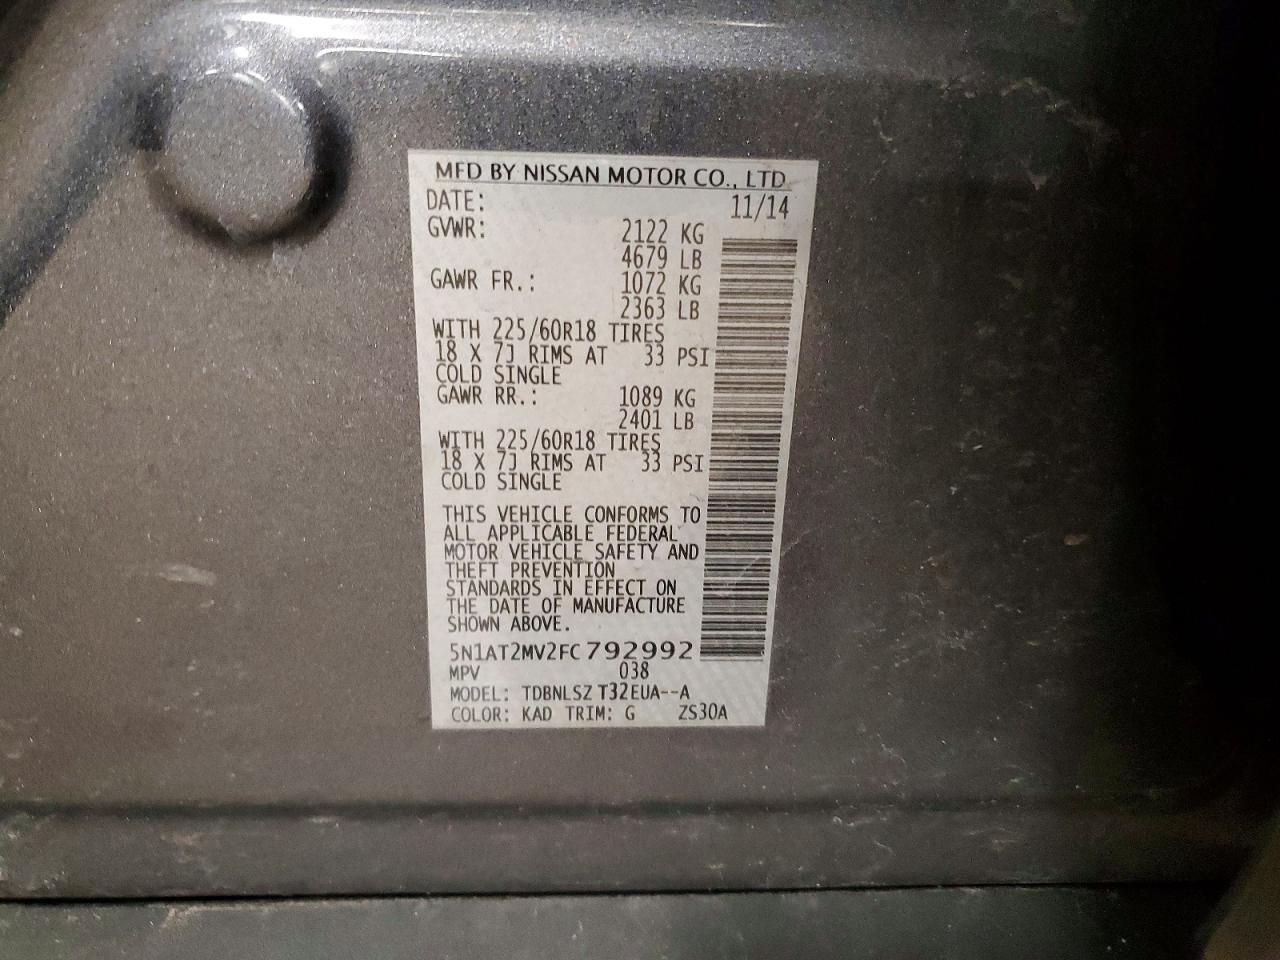 MFD BY NISSAN MOTOR CO., LTD
DATE: 11/14
GVWR: 2122 KG
4679 LB
GAWR FR.: 1072 KG
2363 LB
WITH 225/60R18 TIRES
18 X 7J RIMS AT 33 PSI
COLD SINGLE
GAWR RR.: 1089 KG
2401 LB
WITH 225/60R18 TIRES
18 X 7J RIMS AT 33 PSI
COLD SINGLE
THIS VEHICLE CONFORMS TO
ALL APPLICABLE FEDERAL
MOTOR VEHICLE SAFETY AND
THEFT PREVENTION
STANDARDS IN EFFECT ON
THE DATE OF MANUFACTURE
SHOWN ABOVE.
5N1AT2MV2FC792992
MPV 038
MODEL: TDBNLSZ T32EUA--A
COLOR: KAD TRIM: G ZS30A